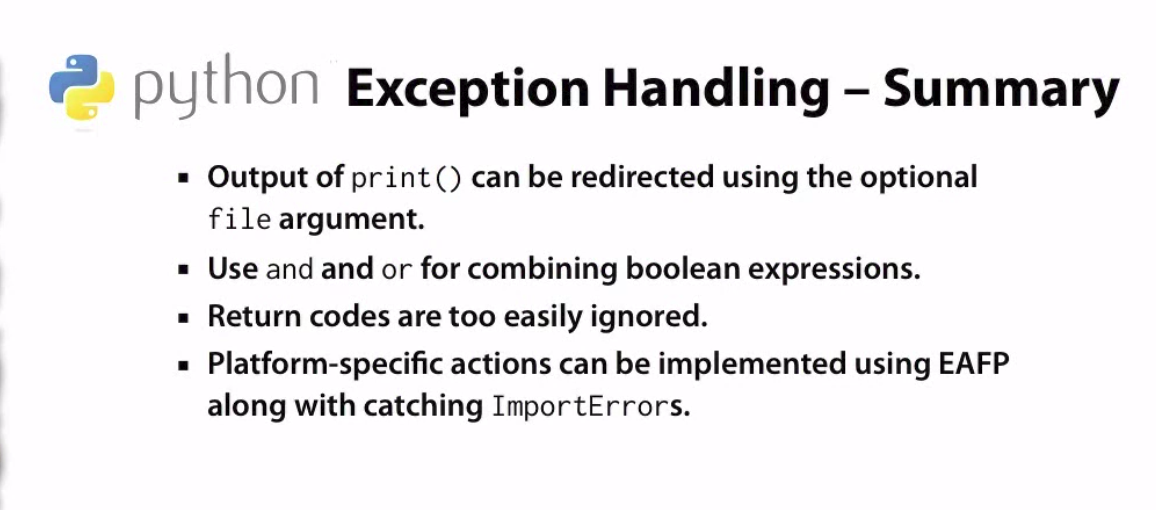 python Exception Handling – Summary
▪ Output of print() can be redirected using the optional
file argument.
▪ Use and and or for combining boolean expressions.
▪ Return codes are too easily ignored.
▪ Platform-specific actions can be implemented using EAFP
along with catching ImportErrors.